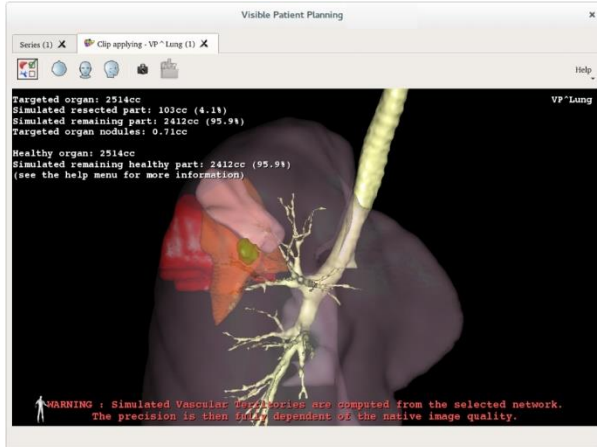 Visible Patient Planning
Series (1)
Clip applying - VP ^ Lung (1)
Help
Targeted organ: 2514cc
Simulated resected part: 103cc (4.1%)
Simulated remaining part: 2412cc (95.9%)
Targeted organ nodules: 0.71cc
VP^Lung
Healthy organ: 2514cc
Simulated remaining healthy part: 2412cc (95.9%)
(see the help menu for more information)
WARNING : Simulated Vascular Territories are computed from the selected network.
The precision is then fully dependent of the native image quality.